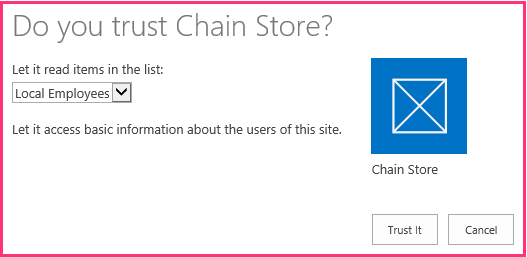 Do you trust Chain Store?
Let it read items in the list:
Local Employees
Let it access basic information about the users of this site.
Chain Store
Trust It
Cancel